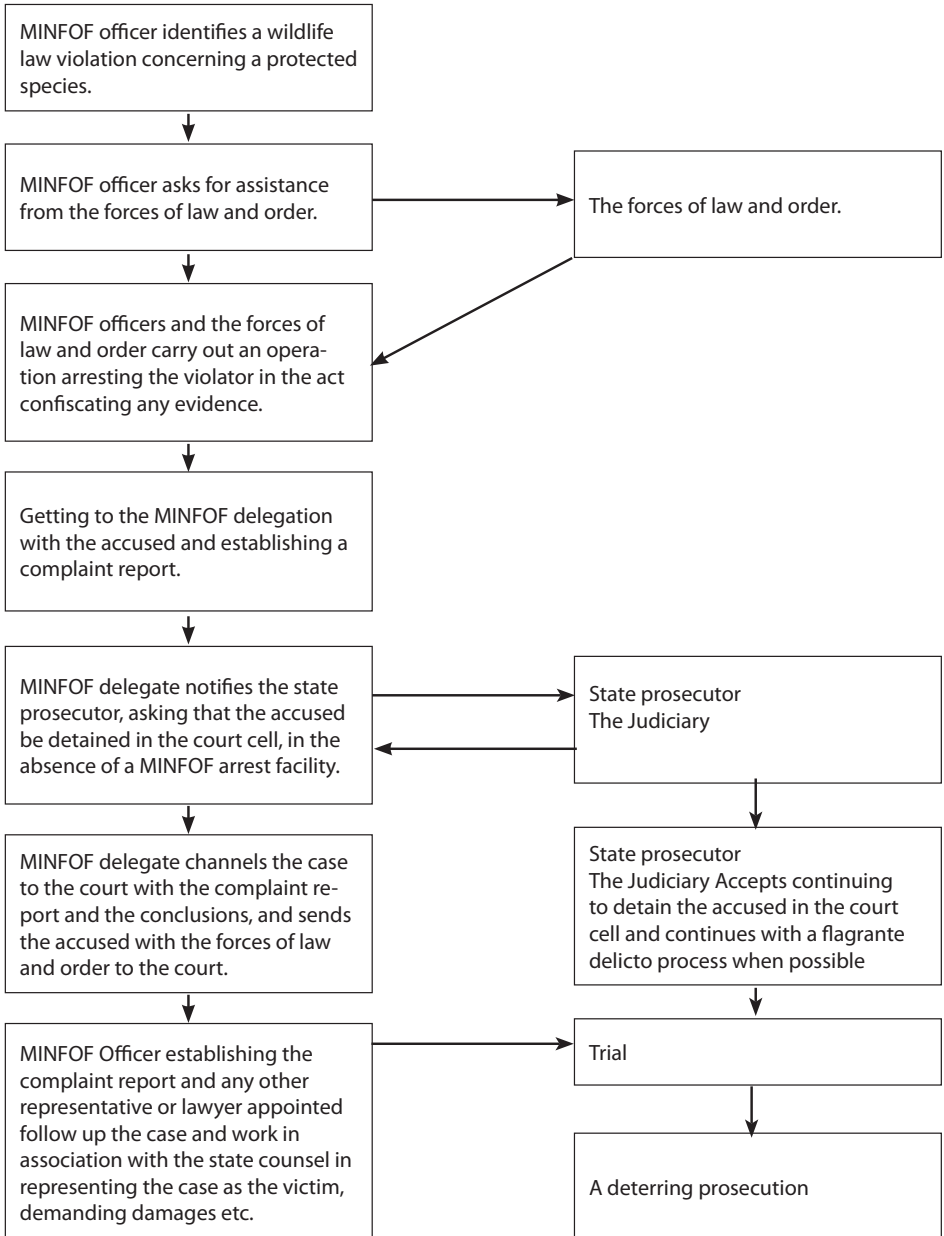 MINFOF officer identifies a wildlife
law violation concerning a protected
species.
MINFOF officer asks for assistance
from the forces of law and order.
The forces of law and order.
MINFOF officers and the forces of
law and order carry out an opera-
tion arresting the violator in the act
confiscating any evidence.
Getting to the MINFOF delegation
with the accused and establishing a
complaint report.
MINFOF delegate notifies the state
prosecutor, asking that the accused
be detained in the court cell, in the
absence of a MINFOF arrest facility.
State prosecutor
The Judiciary
MINFOF delegate channels the case
to the court with the complaint re-
port and the conclusions, and sends
the accused with the forces of law
and order to the court.
State prosecutor
The Judiciary Accepts continuing
to detain the accused in the court
cell and continues with a flagrante
delicto process when possible
MINFOF Officer establishing the
complaint report and any other
representative or lawyer appointed
follow up the case and work in
association with the state counsel in
representing the case as the victim,
demanding damages etc.
Trial
A deterring prosecution